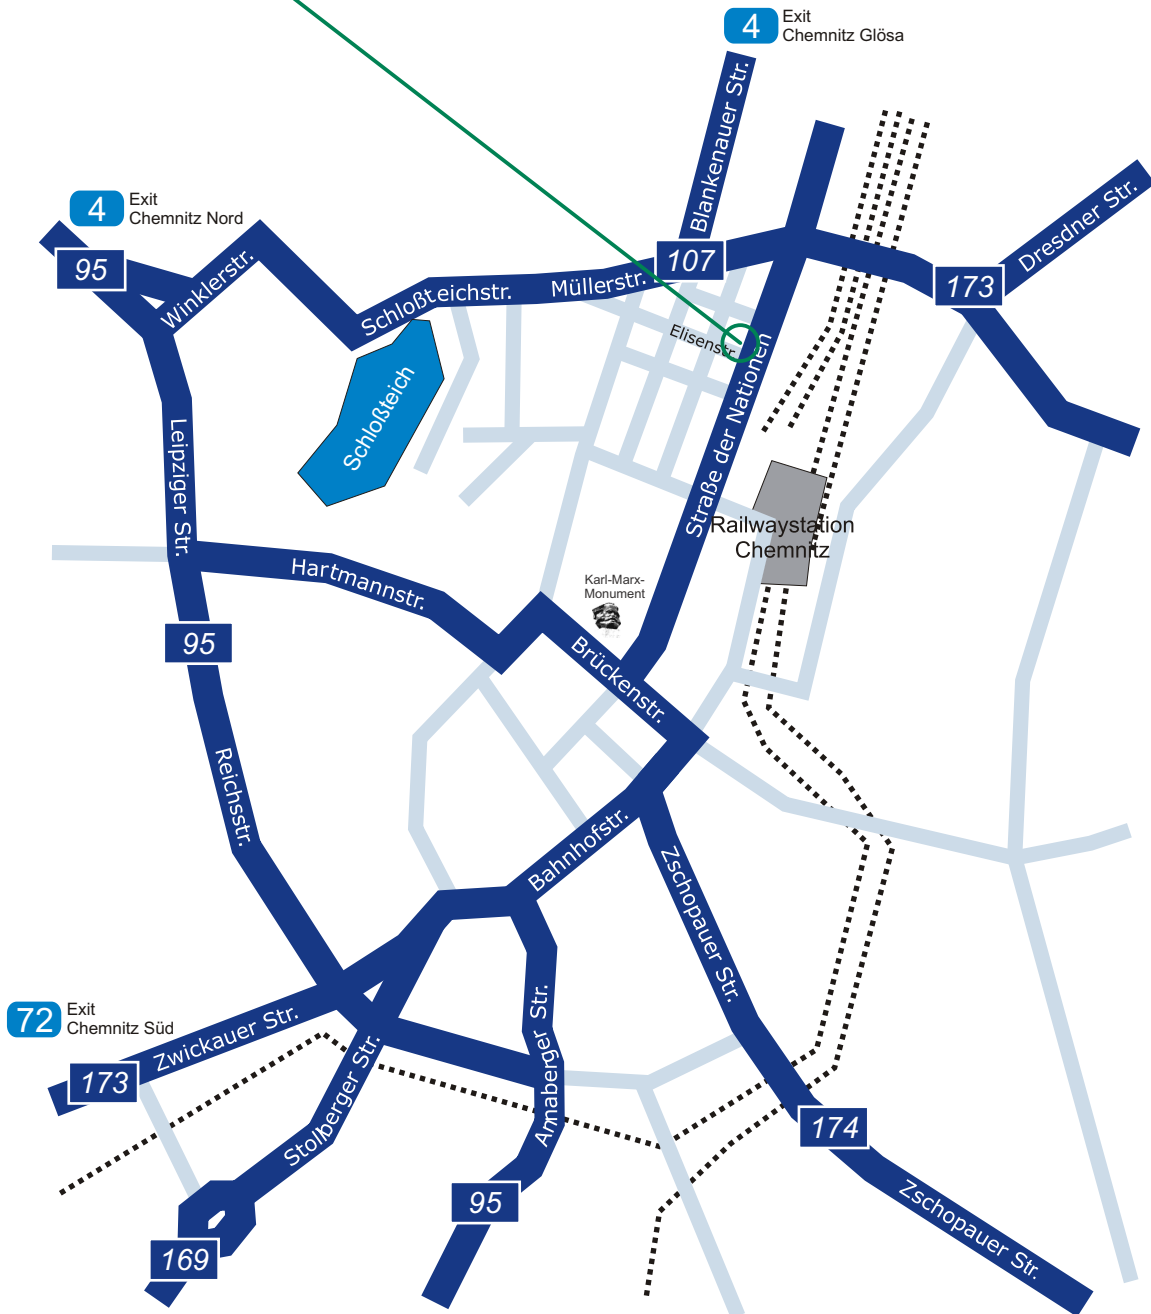 4
Exit
Chemnitz Glösa
Blankenauer Str.
4
Exit
Chemnitz Nord
95
Winklerstr.
Schloßteichstr.
Müllerstr.
107
Dresdner Str.
173
Elisenstr.
Straße der Nationen
Schloßteich
Leipziger Str.
Railwaystation
Chemnitz
Hartmannstr.
Karl-Marx-
Monument
95
Brückenstr.
Reichsstr.
Bahnhofstr.
Zschopauer Str.
72
Exit
Chemnitz Süd
Zwickauer Str.
173
Stolberger Str.
Annaberger Str.
174
95
Zschopauer Str.
169